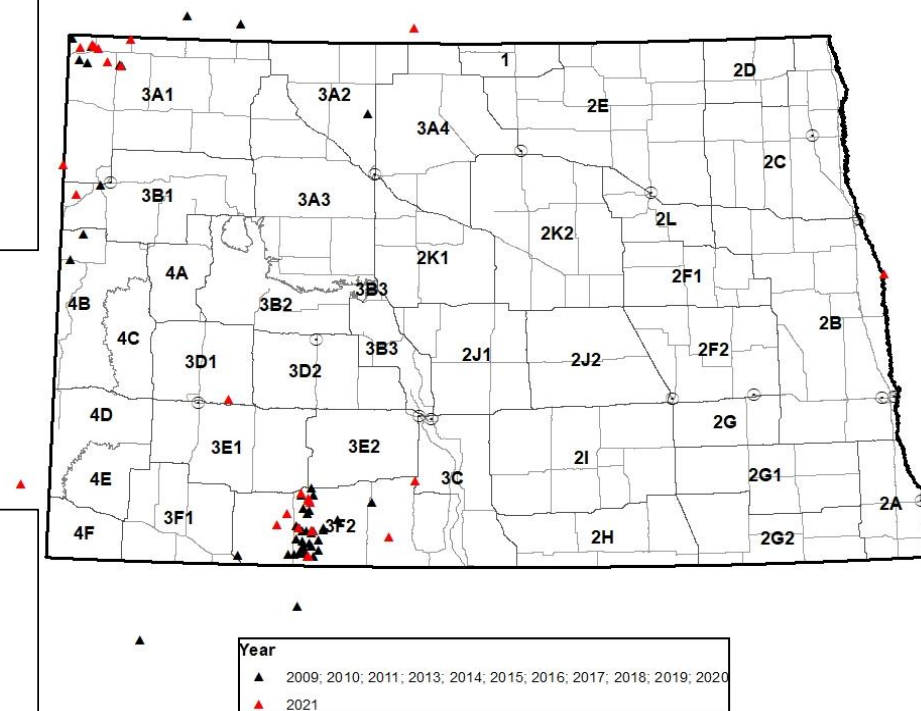 1
2D
3A1
3A2
2E
3A4
2C
3B1
3A3
2L
2K2
2K1
4A
2F1
3B3
4B
3B2
2B
4C
3B3
2F2
2J1
3D1
2J2
3D2
4D
2G
3E1
3E2
2I
4E
3C
2G1
2A
3F1
3F2
4F
2H
2G2
Year
2009; 2010; 2011; 2013; 2014; 2015; 2016; 2017; 2018; 2019; 2020
2021